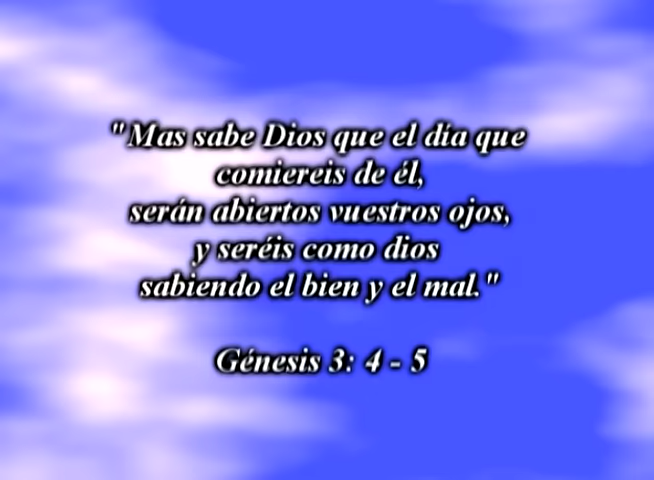 "Mas sabe Dios que el día que
comiereis de él,
serán abiertos vuestros ojos,
y seréis como dios
sabiendo el bien y el mal."
Génesis 3: 4 - 5